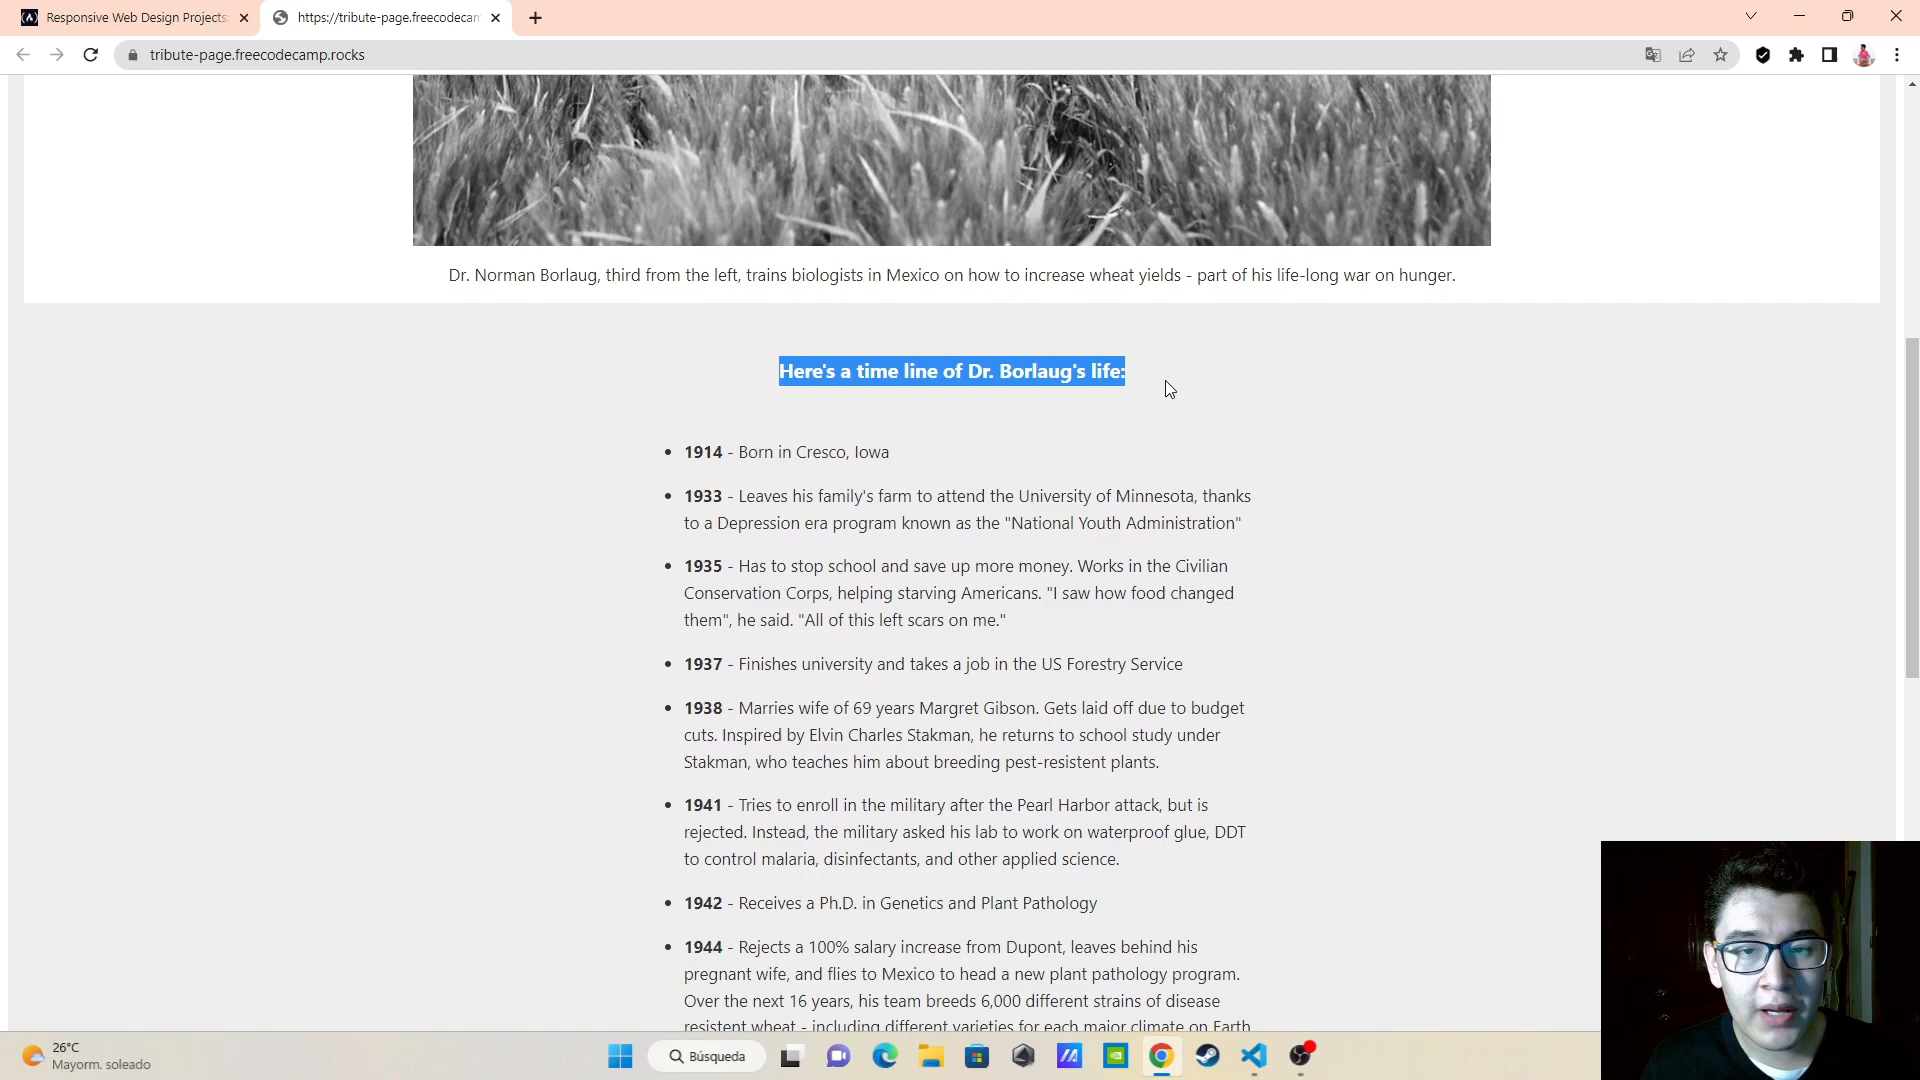 Responsive Web Design Projects:
https://tribute-page.freecodecam
tribute-page.freecodecamp.rocks
Dr. Norman Borlaug, third from the left, trains biologists in Mexico on how to increase wheat yields - part of his life-long war on hunger.
Here's a time line of Dr. Borlaug's life:
1914 - Born in Cresco, Iowa
1933 - Leaves his family's farm to attend the University of Minnesota, thanks
to a Depression era program known as the "National Youth Administration"
1935 - Has to stop school and save up more money. Works in the Civilian
Conservation Corps, helping starving Americans. "I saw how food changed
them", he said. "All of this left scars on me."
1937 - Finishes university and takes a job in the US Forestry Service
1938 - Marries wife of 69 years Margret Gibson. Gets laid off due to budget
cuts. Inspired by Elvin Charles Stakman, he returns to school study under
Stakman, who teaches him about breeding pest-resistent plants.
1941 - Tries to enroll in the military after the Pearl Harbor attack, but is
rejected. Instead, the military asked his lab to work on waterproof glue, DDT
to control malaria, disinfectants, and other applied science.
1942 - Receives a Ph.D. in Genetics and Plant Pathology
1944 - Rejects a 100% salary increase from Dupont, leaves behind his
pregnant wife, and flies to Mexico to head a new plant pathology program.
Over the next 16 years, his team breeds 6,000 different strains of disease
resistent wheat - including different varieties for each major climate on Earth
26°C
Mayorm. soleado
Búsqueda